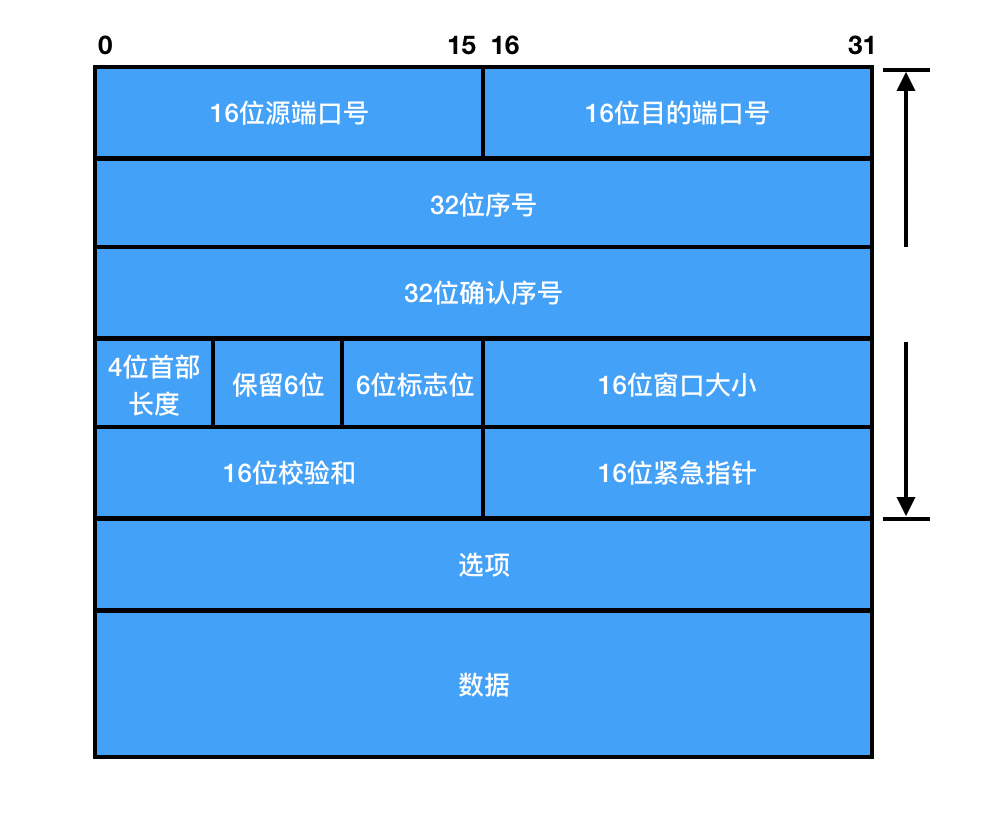 0 15 16 31
16位源端口号 16位目的端口号
32位序号
32位确认序号
4位首部
长度 保留6位 6位标志位 16位窗口大小
16位校验和 16位紧急指针
选项
数据